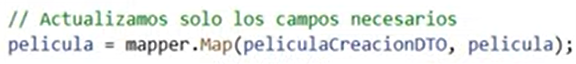 // Actualizamos solo los campos necesarios
pelicula = mapper.Map(peliculaCreacionDTO, pelicula);